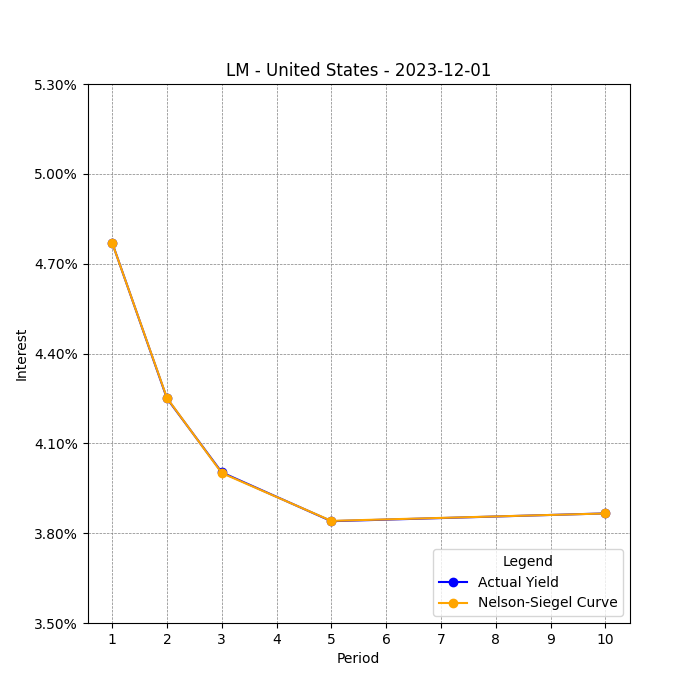 LM - United States - 2023-12-01
5.30%
5.00%
4.70%
4.40%
4.10%
3.80%
3.50%
Interest
1 2 3 4 5 6 7 8 9 10
Period
Legend
Actual Yield
Nelson-Siegel Curve